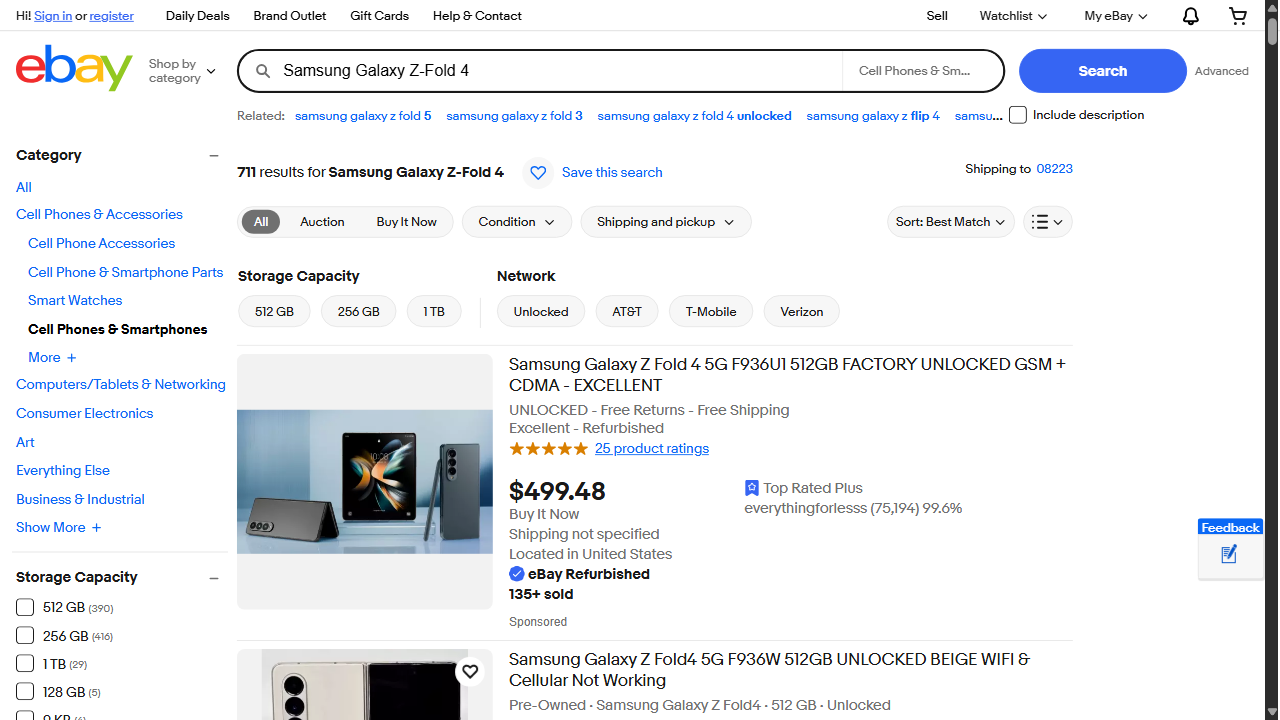 Hi! Sign in or register
Daily Deals
Brand Outlet
Gift Cards
Help & Contact
Sell
Watchlist
My eBay
ebay
Shop by
category
Samsung Galaxy Z-Fold 4
Cell Phones & Sm...
Search
Advanced
Related:
samsung galaxy z fold 5
samsung galaxy z fold 3
samsung galaxy z fold 4 unlocked
samsung galaxy z flip 4
samsu...
Include description
Category
All
Cell Phones & Accessories
Cell Phone Accessories
Cell Phone & Smartphone Parts
Smart Watches
Cell Phones & Smartphones
More +
Computers/Tablets & Networking
Consumer Electronics
Art
Everything Else
Business & Industrial
Show More +
Storage Capacity
512 GB (390)
256 GB (416)
1 TB (29)
128 GB (5)
711 results for Samsung Galaxy Z-Fold 4
Save this search
Shipping to 08223
All
Auction
Buy It Now
Condition
Shipping and pickup
Sort: Best Match
Storage Capacity
512 GB
256 GB
1 TB
Network
Unlocked
AT&T
T-Mobile
Verizon
Samsung Galaxy Z Fold 4 5G F936U1 512GB FACTORY UNLOCKED GSM +
CDMA - EXCELLENT
UNLOCKED - Free Returns - Free Shipping
Excellent - Refurbished
25 product ratings
$499.48
Buy It Now
Shipping not specified
Located in United States
eBay Refurbished
135+ sold
Sponsored
Top Rated Plus
everythingforlesss (75,194) 99.6%
Feedback
Samsung Galaxy Z Fold4 5G F936W 512GB UNLOCKED BEIGE WIFI &
Cellular Not Working
Pre-Owned · Samsung Galaxy Z Fold4 · 512 GB · Unlocked